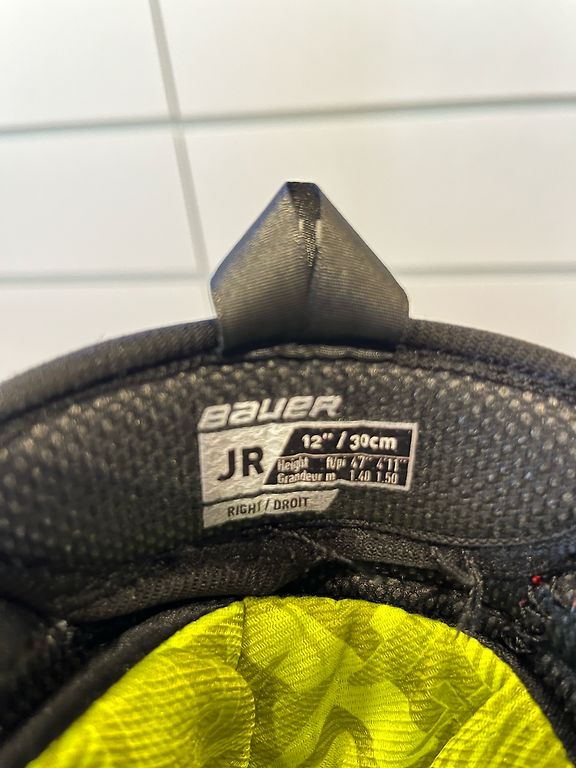 BAUER
JR
12" / 30cm
Height ft/pi 4'7" 4'11"
Grandeur m 1.40 1.50
RIGHT / DROIT